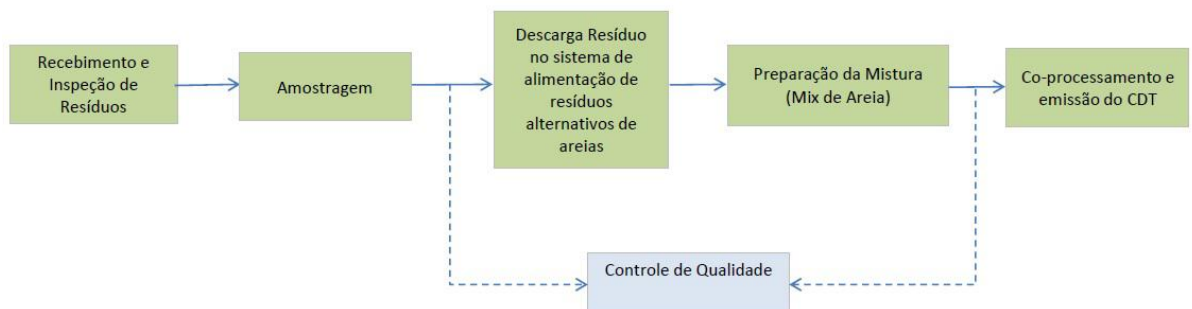 Recebimento e
Inspeção de
Resíduos
Amostragem
Descarga Resíduo
no sistema de
alimentação de
resíduos
alternativos de
areias
Preparação da Mistura
(Mix de Areia)
Co-processamento e
emissão do CDT
Controle de Qualidade